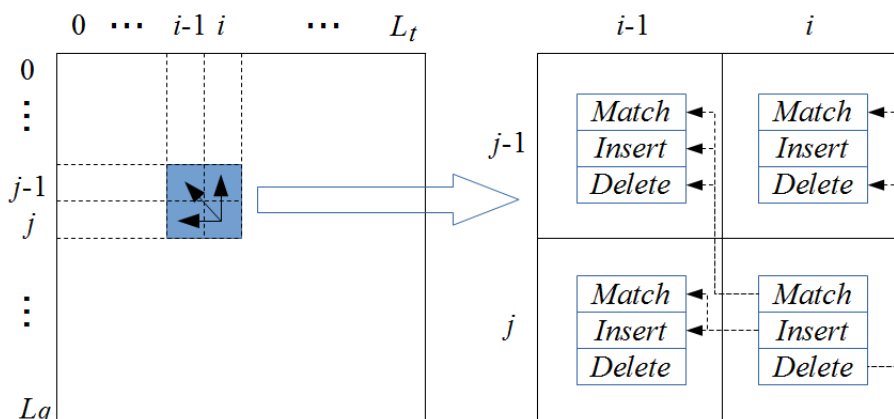 0 ··· i-1 i ··· L_t
0
⋮
j-1
j
⋮
Lq
i-1 i
j-1
Match
Insert
Delete
Match
Insert
Delete
j
Match
Insert
Delete
Match
Insert
Delete